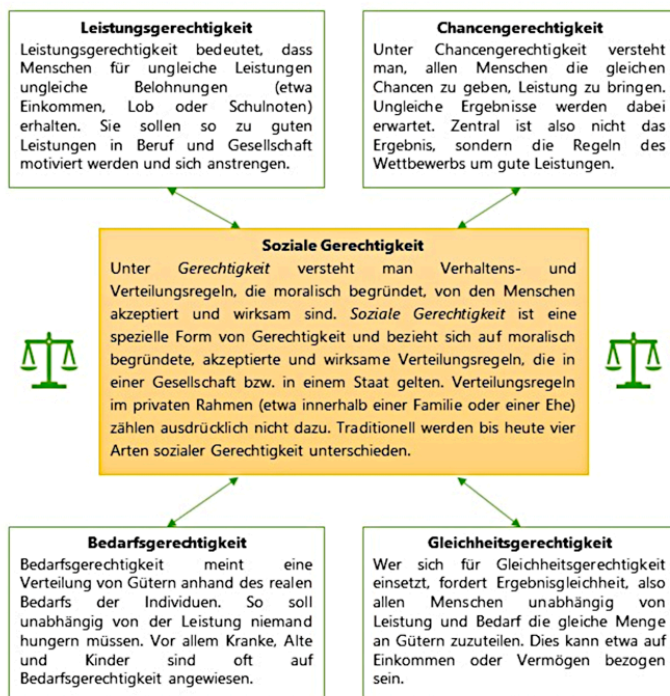 Leistungsgerechtigkeit
Leistungsgerechtigkeit bedeutet, dass
Menschen für ungleiche Leistungen
ungleiche Belohnungen (etwa
Einkommen, Lob oder Schulnoten)
erhalten. Sie sollen so zu guten
Leistungen in Beruf und Gesellschaft
motiviert werden und sich anstrengen.
Chancengerechtigkeit
Unter Chancengerechtigkeit versteht
man, allen Menschen die gleichen
Chancen zu geben, Leistung zu bringen.
Ungleiche Ergebnisse werden dabei
erwartet. Zentral ist also nicht das
Ergebnis, sondern die Regeln des
Wettbewerbs um gute Leistungen.
Soziale Gerechtigkeit
Unter Gerechtigkeit versteht man Verhaltens- und
Verteilungsregeln, die moralisch begründet, von den Menschen
akzeptiert und wirksam sind. Soziale Gerechtigkeit ist eine
spezielle Form von Gerechtigkeit und bezieht sich auf moralisch
begründete, akzeptierte und wirksame Verteilungsregeln, die in
einer Gesellschaft bzw. in einem Staat gelten. Verteilungsregeln
im privaten Rahmen (etwa innerhalb einer Familie oder einer Ehe)
zählen ausdrücklich nicht dazu. Traditionell werden bis heute vier
Arten sozialer Gerechtigkeit unterschieden.
Bedarfsgerechtigkeit
Bedarfsgerechtigkeit meint eine
Verteilung von Gütern anhand des realen
Bedarfs der Individuen. So soll
unabhängig von der Leistung niemand
hungern müssen. Vor allem Kranke, Alte
und Kinder sind oft auf
Bedarfsgerechtigkeit angewiesen.
Gleichheitsgerechtigkeit
Wer sich für Gleichheitsgerechtigkeit
einsetzt, fordert Ergebnisgleichheit, also
allen Menschen unabhängig von
Leistung und Bedarf die gleiche Menge
an Gütern zuzuteilen. Dies kann etwa auf
Einkommen oder Vermögen bezogen
sein.